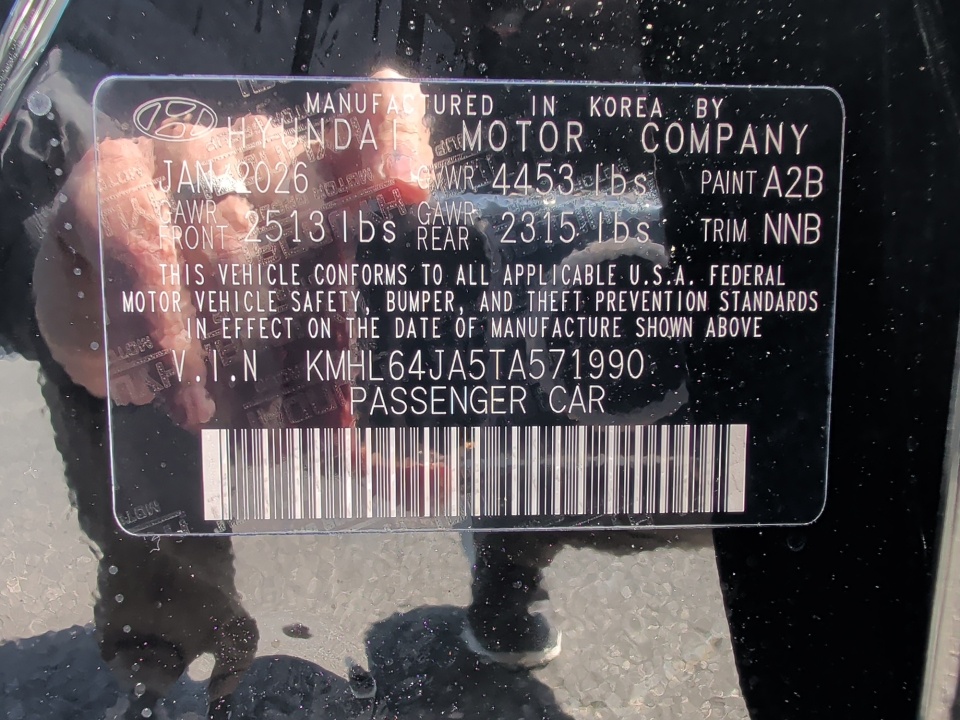 MANUFACTURED IN KOREA BY
HYUNDAI MOTOR COMPANY
JAN/2026 GVWR 4453 lbs PAINT A2B
GAWR FRONT 2513 lbs GAWR REAR 2315 lbs TRIM NNB
THIS VEHICLE CONFORMS TO ALL APPLICABLE U.S.A. FEDERAL
MOTOR VEHICLE SAFETY, BUMPER, AND THEFT PREVENTION STANDARDS
IN EFFECT ON THE DATE OF MANUFACTURE SHOWN ABOVE
V.I.N KMHL64JA5TA571990
PASSENGER CAR